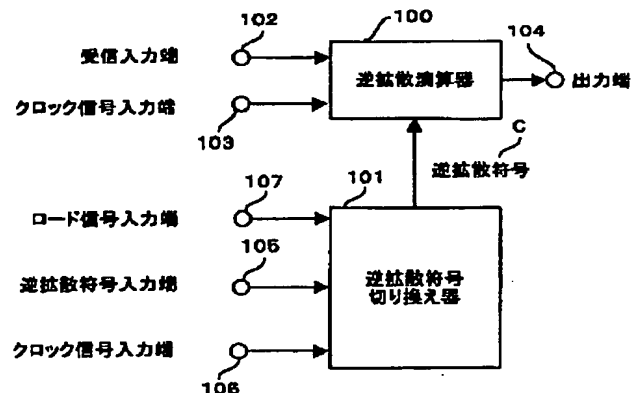 100
102
受信入力端
逆拡散演算器
104
出力端
クロック信号入力端
103
C
逆拡散符号
107
101
ロード信号入力端
105
逆拡散符号入力端
逆拡散符号
切り換え器
クロック信号入力端
106